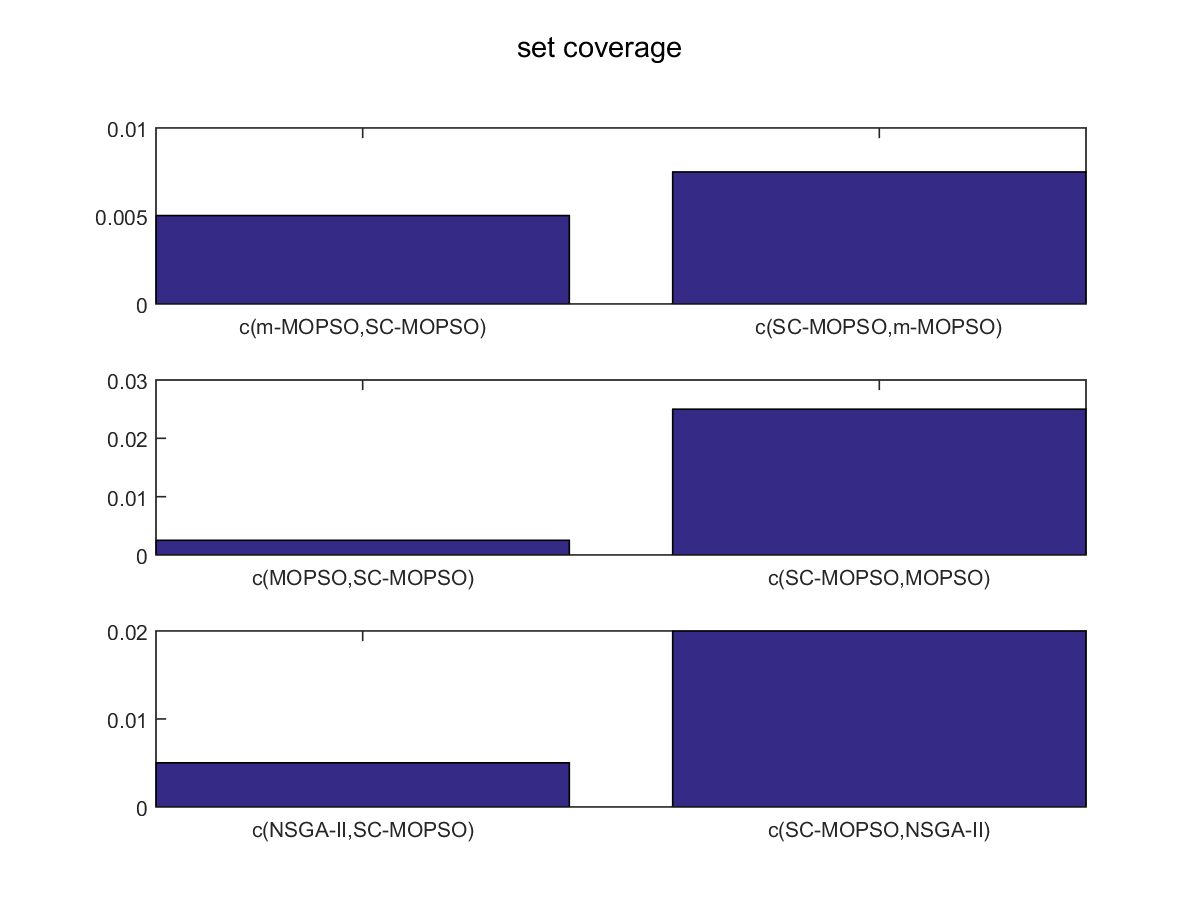 set coverage
0.01
0.005
0
c(m-MOPSO,SC-MOPSO) c(SC-MOPSO,m-MOPSO)
0.03
0.02
0.01
0
c(MOPSO,SC-MOPSO) c(SC-MOPSO,MOPSO)
0.02
0.01
0
c(NSGA-II,SC-MOPSO) c(SC-MOPSO,NSGA-II)